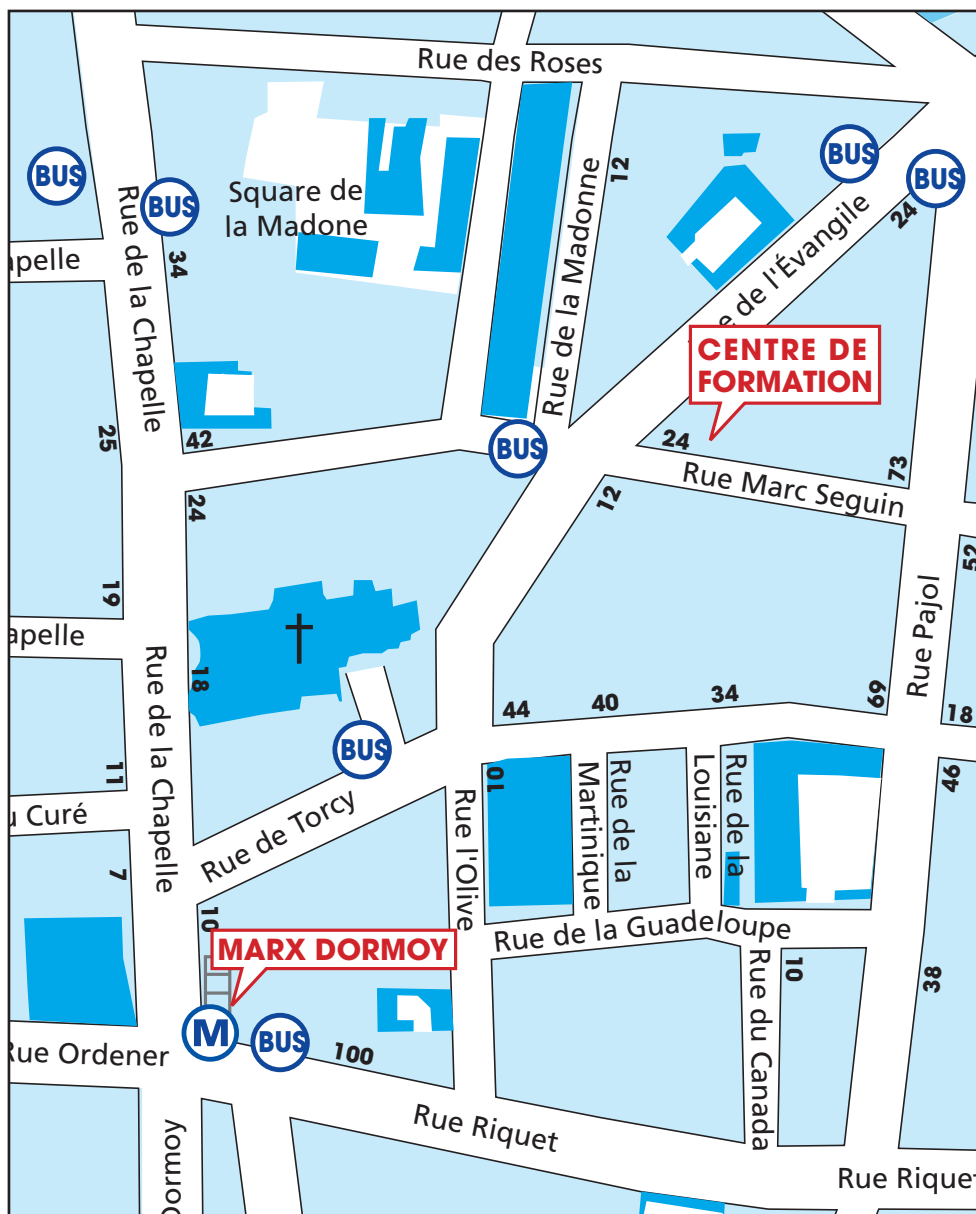 Rue des Roses
BUS
BUS
BUS
BUS
12
Square de
la Madone
Rue de la Chapelle
34
24
apelle
Rue de la Madonne
e de l'Évangile
CENTRE DE
FORMATION
25
42
BUS
24
73
Rue Marc Seguin
24
12
19
52
apelle
Rue Pajol
Rue de la Chapelle
18
44
40
34
69
18
BUS
11
10
46
u Curé
Rue de Torcy
Rue l'Olive
Martinique
Rue de la
Louisiane
Rue de la
7
10
Rue de la Guadeloupe
MARX DORMOY
10
38
Rue du Canada
M
BUS
100
Rue Ordener
Rue Riquet
Rue Riquet
Dormoy